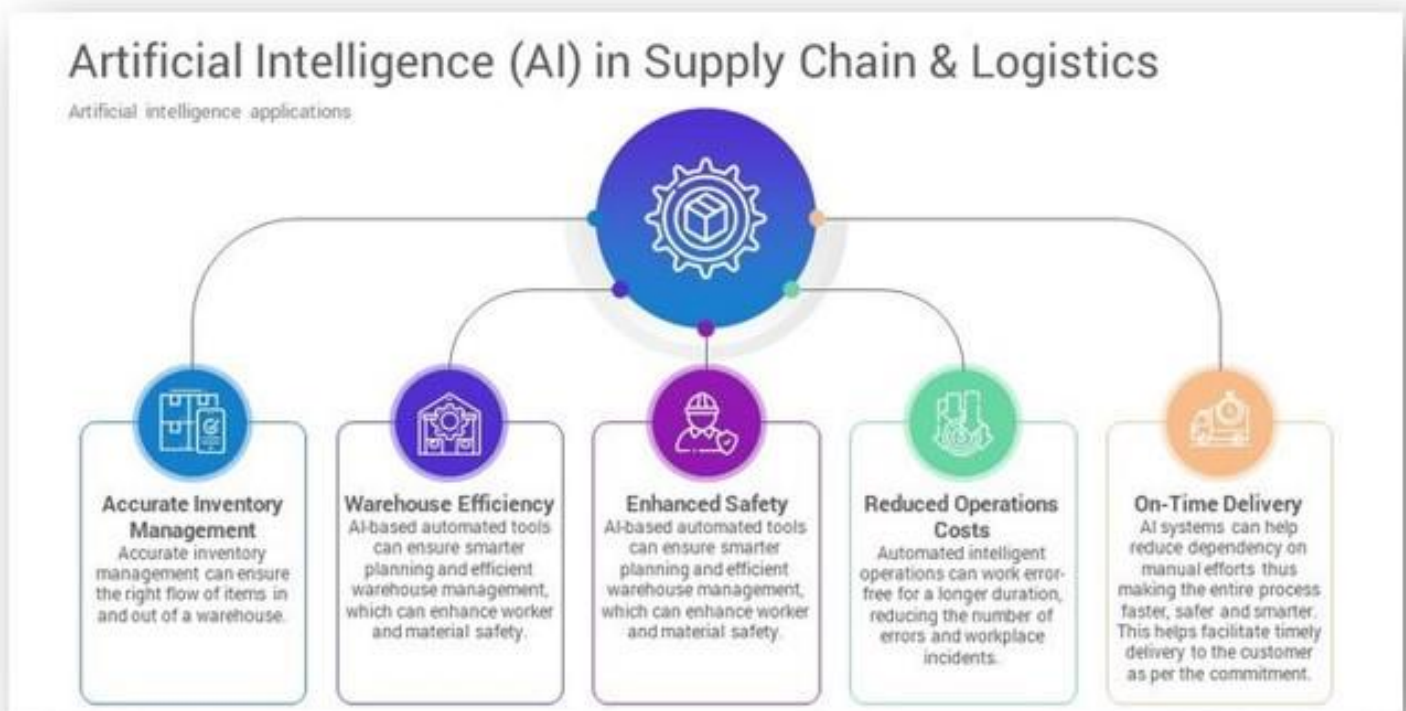 Artificial Intelligence (AI) in Supply Chain & Logistics
Artificial intelligence applications
Accurate Inventory
Management
Accurate inventory
management can ensure
the right flow of items in
and out of a warehouse.
Warehouse Efficiency
AI-based automated tools
can ensure smarter
planning and efficient
warehouse management,
which can enhance worker
and material safety.
Enhanced Safety
AI-based automated tools
can ensure smarter
planning and efficient
warehouse management,
which can enhance worker
and material safety.
Reduced Operations
Costs
Automated intelligent
operations can work error-
free for a longer duration,
reducing the number of
errors and workplace
incidents.
On-Time Delivery
AI systems can help
reduce dependency on
manual efforts thus
making the entire process
faster, safer and smarter.
This helps facilitate timely
delivery to the customer
as per the commitment.